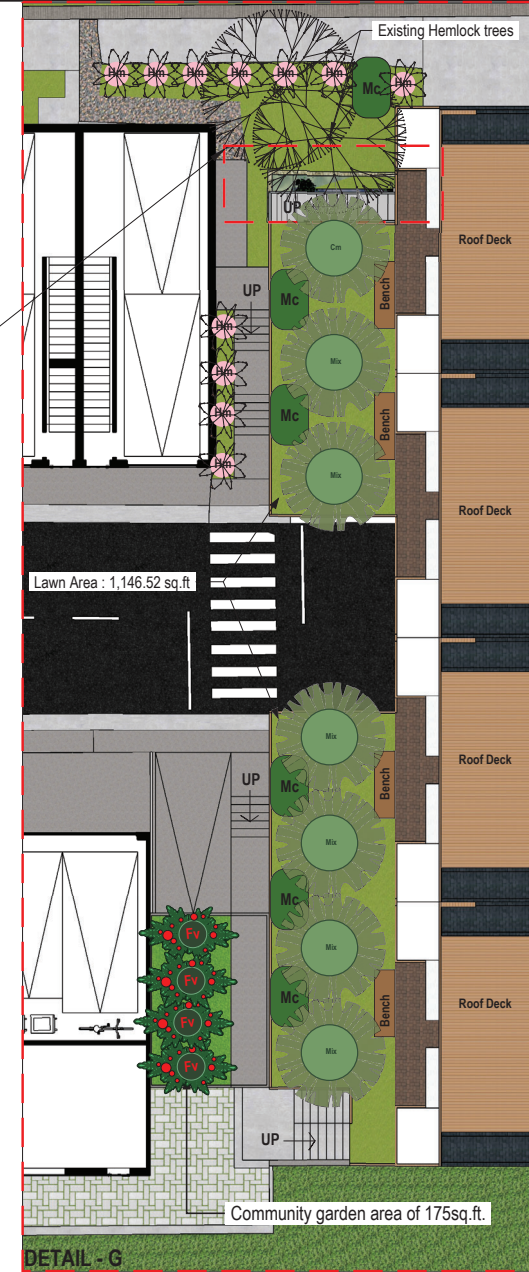 Existing Hemlock trees
Hm
Hm
Hm
Hm
Hm
Hm
Hm
Mc
UP
Cm
Roof Deck
UP
Mc
Bench
Hm
Mix
Hm
Mc
Hm
Bench
Hm
Mix
Roof Deck
Lawn Area : 1,146.52 sq.ft
Mix
Roof Deck
UP
Mc
Bench
Mix
Mc
Fv
Mix
Fv
Mc
Bench
Roof Deck
Fv
Mix
Fv
UP
Community garden area of 175sq.ft.
DETAIL - G